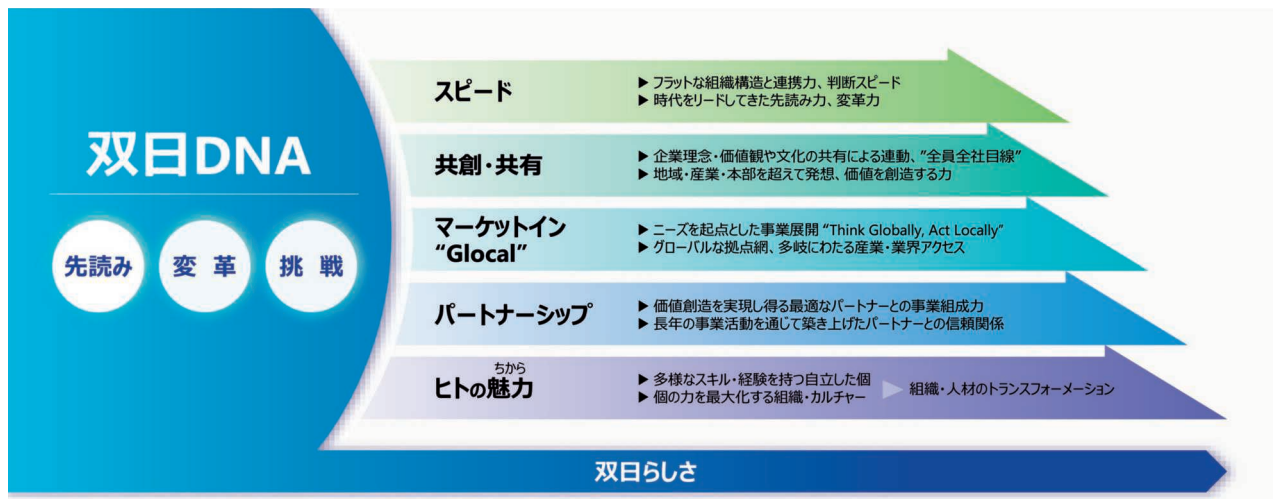 双日DNA
先読み
変革
挑戦
スピード
▶ フラットな組織構造と連携力、判断スピード
▶ 時代をリードしてきた先読み力、変革力
共創・共有
▶ 企業理念・価値観や文化の共有による連動、”全員全社目線”
▶ 地域・産業・本部を超えて発想、価値を創造する力
マーケットイン
“Glocal”
▶ ニーズを起点とした事業展開 “Think Globally, Act Locally”
▶ グローバルな拠点網、多岐にわたる産業・業界アクセス
パートナーシップ
▶ 価値創造を実現し得る最適なパートナーとの事業組成力
▶ 長年の事業活動を通じて築き上げたパートナーとの信頼関係
ちから
ヒトの魅力
▶ 多様なスキル・経験を持つ自立した個
▶ 個の力を最大化する組織・カルチャー
▶ 組織・人材のトランスフォーメーション
双日らしさ